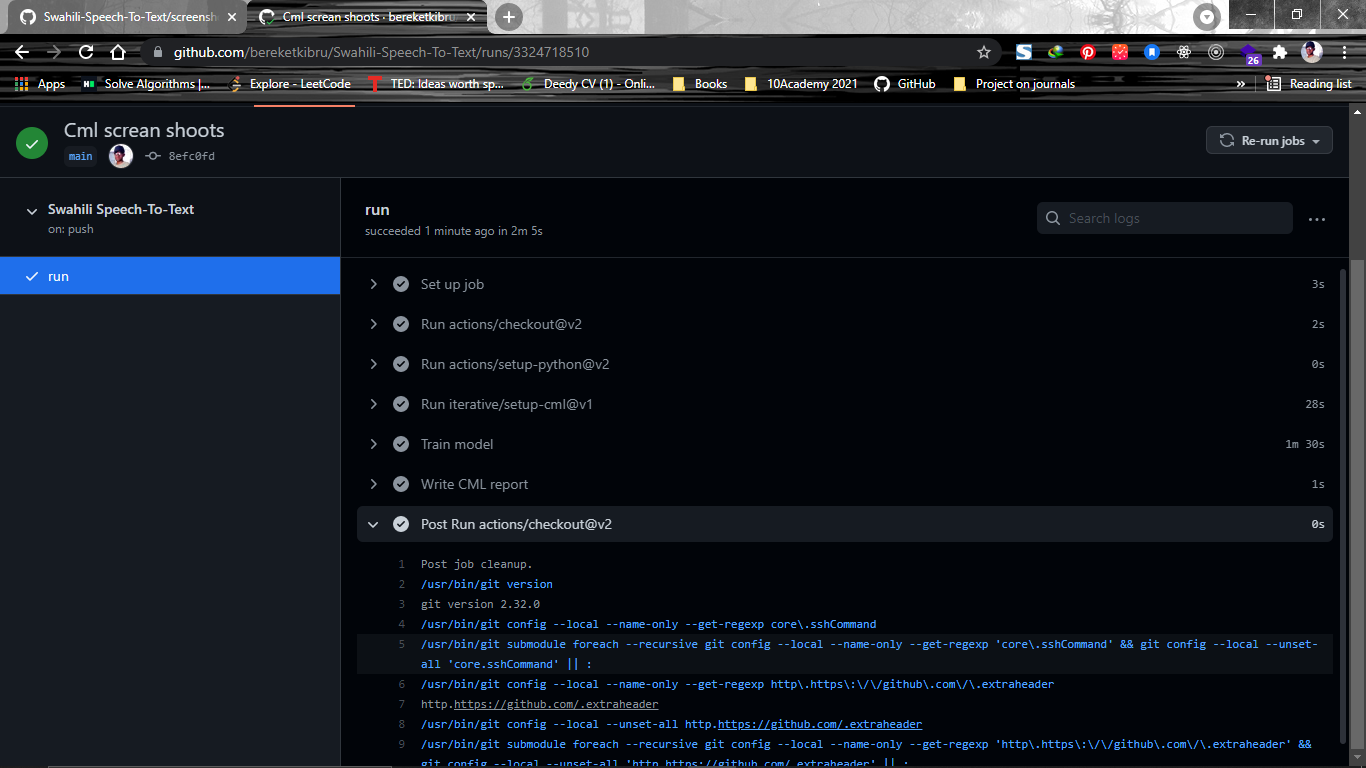 Swahili-Speech-To-Text/screensh
Cml screan shoots · bereketkibru
github.com/bereketkibru/Swahili-Speech-To-Text/runs/3324718510
26
Apps
Solve Algorithms |...
Explore - LeetCode
TED: Ideas worth sp...
Deedy CV (1) - Onli...
Books
10Academy 2021
GitHub
Project on journals
»
Reading list
Cml screan shoots
main
8efc0fd
Re-run jobs
Swahili Speech-To-Text
on: push
run
run
succeeded 1 minute ago in 2m 5s
Search logs
Set up job 3s
Run actions/checkout@v2 2s
Run actions/setup-python@v2 0s
Run iterative/setup-cml@v1 28s
Train model 1m 30s
Write CML report 1s
Post Run actions/checkout@v2 0s
1 Post job cleanup.
2 /usr/bin/git version
3 git version 2.32.0
4 /usr/bin/git config --local --name-only --get-regexp core\.sshCommand
5 /usr/bin/git submodule foreach --recursive git config --local --name-only --get-regexp 'core\.sshCommand' && git config --local --unset-
all 'core.sshCommand' || :
6 /usr/bin/git config --local --name-only --get-regexp http\.https\:\/\/github\.com\/\.extraheader
7 http.https://github.com/.extraheader
8 /usr/bin/git config --local --unset-all http.https://github.com/.extraheader
9 /usr/bin/git submodule foreach --recursive git config --local --name-only --get-regexp 'http\.https\:\/\/github\.com\/\.extraheader' &&
git config --local --unset-all 'http.https://github.com/.extraheader' || :